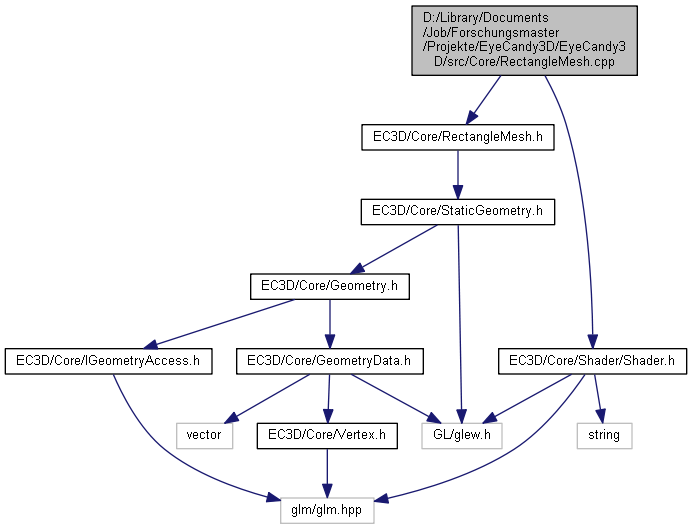 D:/Library/Documents
/Job/Forschungsmaster
/Projekte/EyeCandy3D/EyeCandy3
D/src/Core/RectangleMesh.cpp
EC3D/Core/RectangleMesh.h
EC3D/Core/StaticGeometry.h
EC3D/Core/Geometry.h
EC3D/Core/IGeometryAccess.h
EC3D/Core/GeometryData.h
EC3D/Core/Shader/Shader.h
vector
EC3D/Core/Vertex.h
GL/glew.h
string
glm/glm.hpp